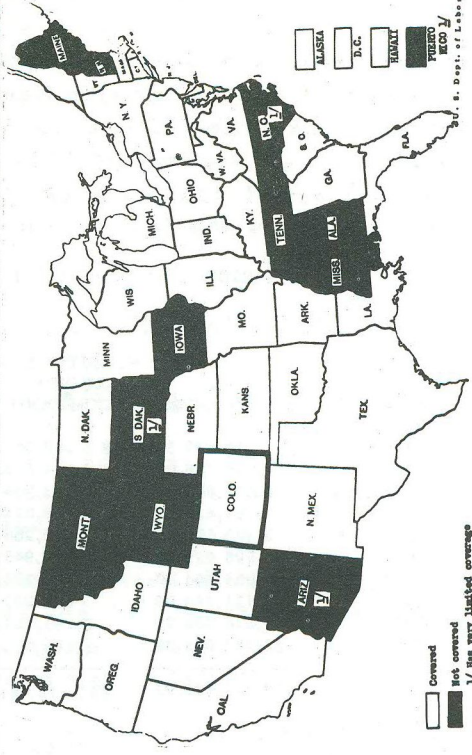 WASH.
OREG.
CAL
NEV.
IDAHO
MONT
WYO.
UTAH
ARIZ
1/
COLO.
N. MEX.
N.-DAK.
S. DAK
1/
NEBR.
KANS
OKLA.
TEX.
MINN
IOWA
MO.
ARK.
LA.
WIS
ILL.
MICH.
IND.
OHIO
KY.
TENN.
MISS
ALA
GA.
FLA.
S. C.
N. C.
1/
VA.
W. VA
PA.
N. Y.
MAINE
ALASKA
D.C.
HAWAII
PUERTO
RICO 1/
U. S. Dept. of Labor
Covered
Not covered
1/ Has very limited coverage